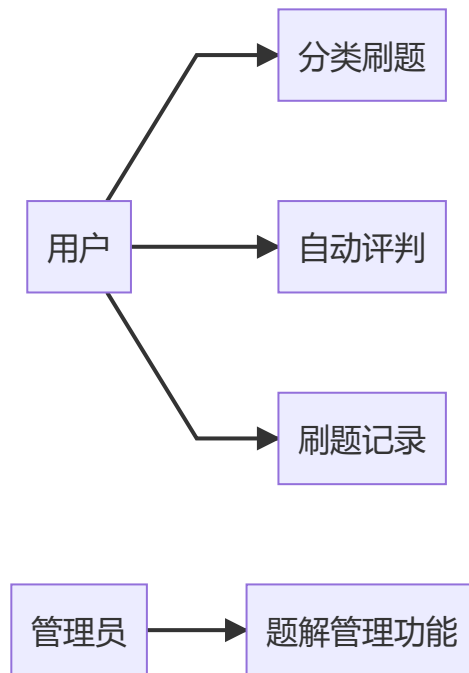 分类刷题
用户
自动评判
刷题记录
管理员
题解管理功能